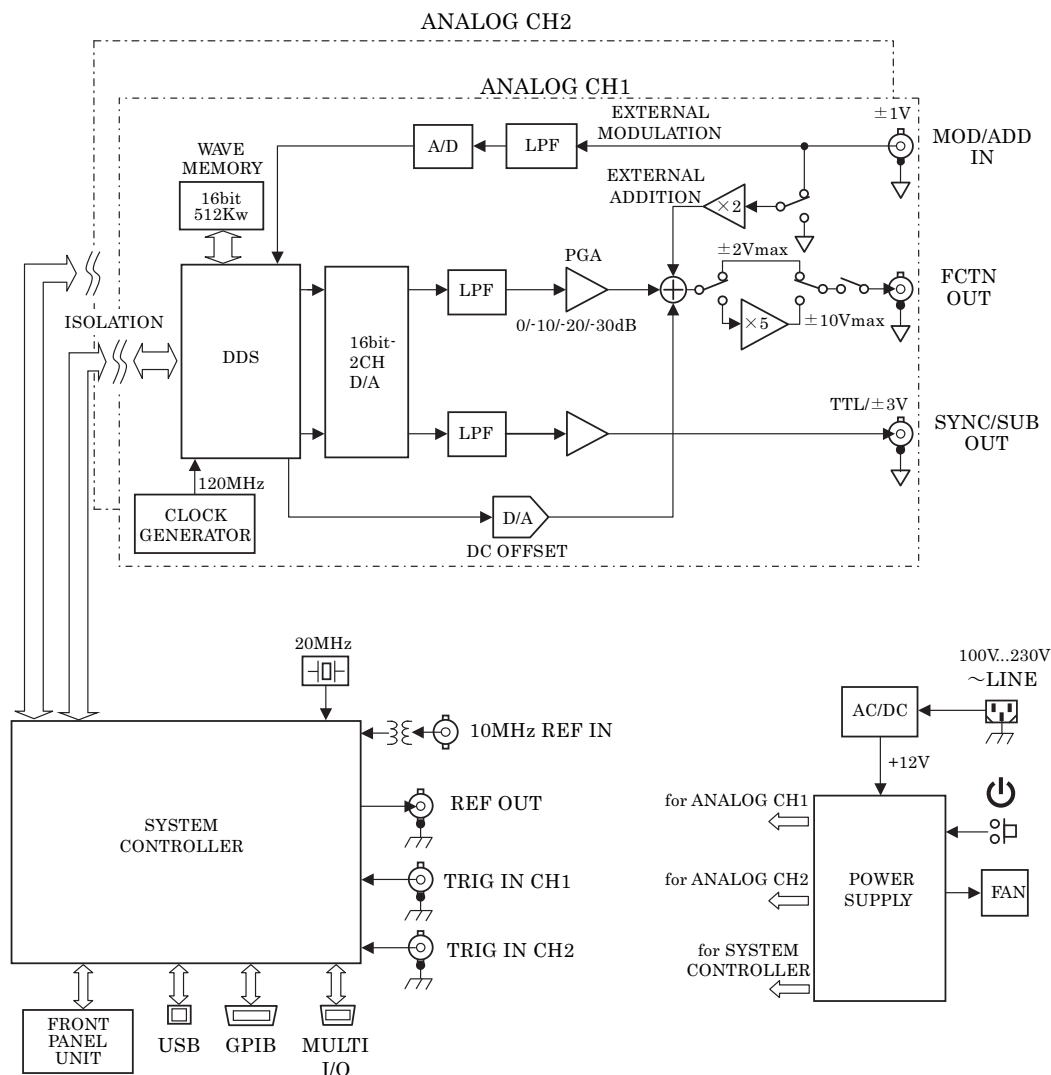 ANALOG CH2
ANALOG CH1
±1V
MOD/ADD
IN
EXTERNAL
MODULATION
LPF
A/D
WAVE
MEMORY
16bit
512Kw
EXTERNAL
ADDITION
×2
±2Vmax
PGA
FCTN
OUT
LPF
0/-10/-20/-30dB
×5
±10Vmax
ISOLATION
DDS
16bit-
2CH
D/A
TTL/±3V
SYNC/SUB
OUT
LPF
120MHz
CLOCK
GENERATOR
D/A
DC OFFSET
20MHz
10MHz REF IN
REF OUT
SYSTEM
CONTROLLER
TRIG IN CH1
TRIG IN CH2
FRONT
PANEL
UNIT
USB
GPIB
MULTI
I/O
100V...230V
～LINE
AC/DC
+12V
for ANALOG CH1
for ANALOG CH2
POWER
SUPPLY
FAN
for SYSTEM
CONTROLLER